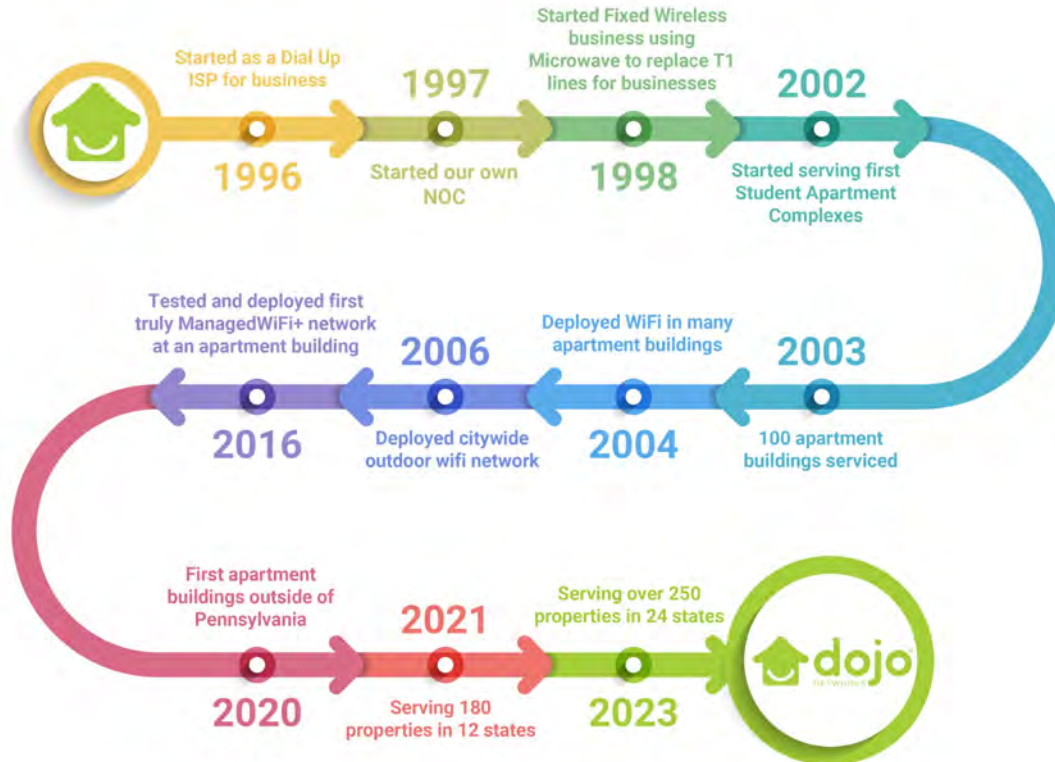 Started as a Dial Up
ISP for business
1996
1997
Started our own
NOC
Started Fixed Wireless
business using
Microwave to replace T1
lines for businesses
1998
2002
Started serving first
Student Apartment
Complexes
2003
100 apartment
buildings serviced
Deployed WiFi in many
apartment buildings
2004
2006
Deployed citywide
outdoor wifi network
Tested and deployed first
truly ManagedWiFi+ network
at an apartment building
2016
First apartment
buildings outside of
Pennsylvania
2020
2021
Serving 180
properties in 12 states
Serving over 250
properties in 24 states
2023
dojo
NETWORKS